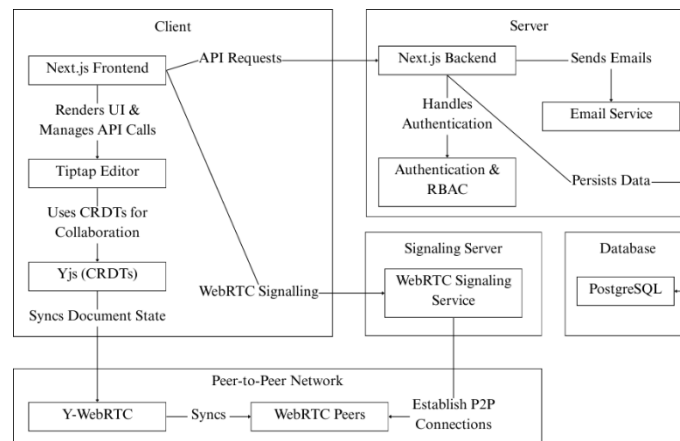 Client
Next.js Frontend
Renders UI &
Manages API Calls
Tiptap Editor
Uses CRDTs for
Collaboration
Yjs (CRDTs)
Syncs Document State
API Requests
WebRTC Signalling
Server
Next.js Backend
Sends Emails
Email Service
Handles
Authentication
Authentication &
RBAC
Persists Data
Signaling Server
WebRTC Signaling
Service
Database
PostgreSQL
Peer-to-Peer Network
Y-WebRTC
Syncs
WebRTC Peers
Establish P2P
Connections